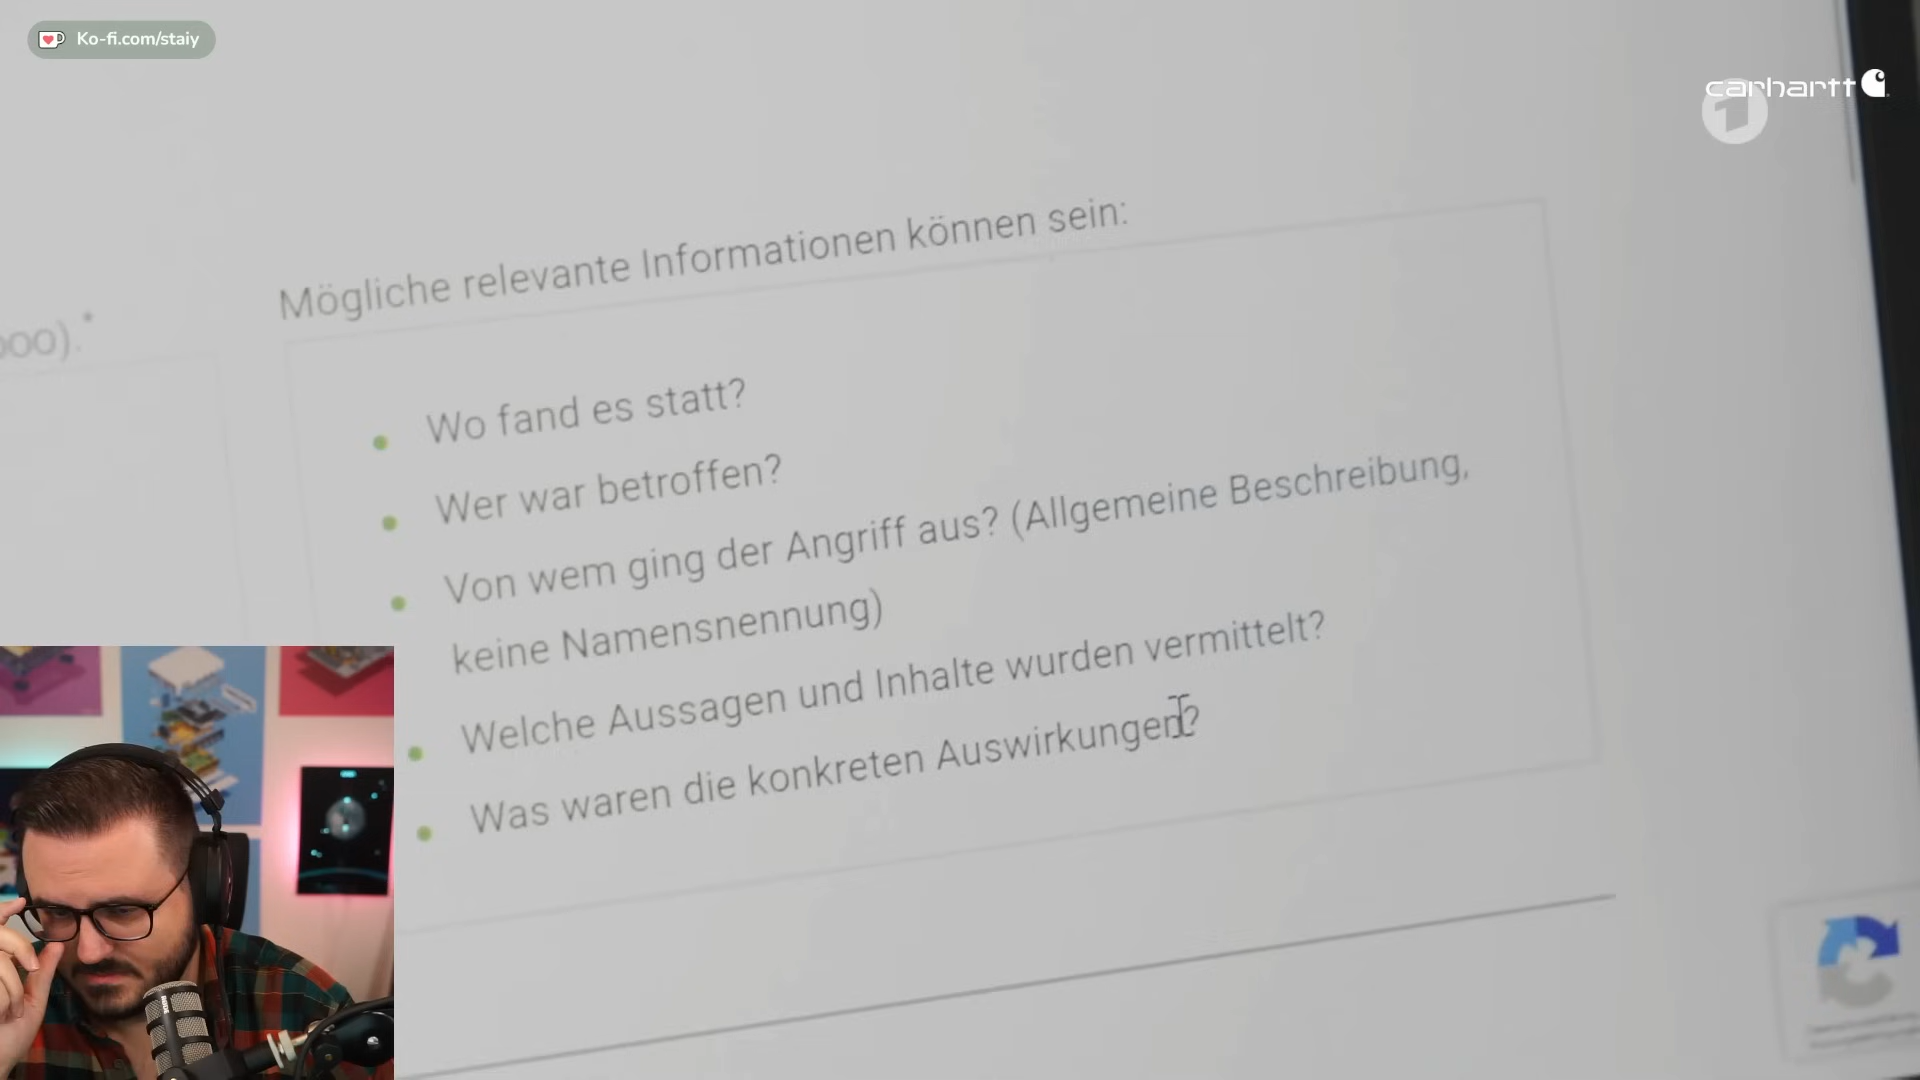 Ko-fi.com/staiy
carhartt
Mögliche relevante Informationen können sein:
ooo).*
Wo fand es statt?
Wer war betroffen?
Von wem ging der Angriff aus? (Allgemeine Beschreibung,
keine Namensnennung)
Welche Aussagen und Inhalte wurden vermittelt?
Was waren die konkreten Auswirkungen?